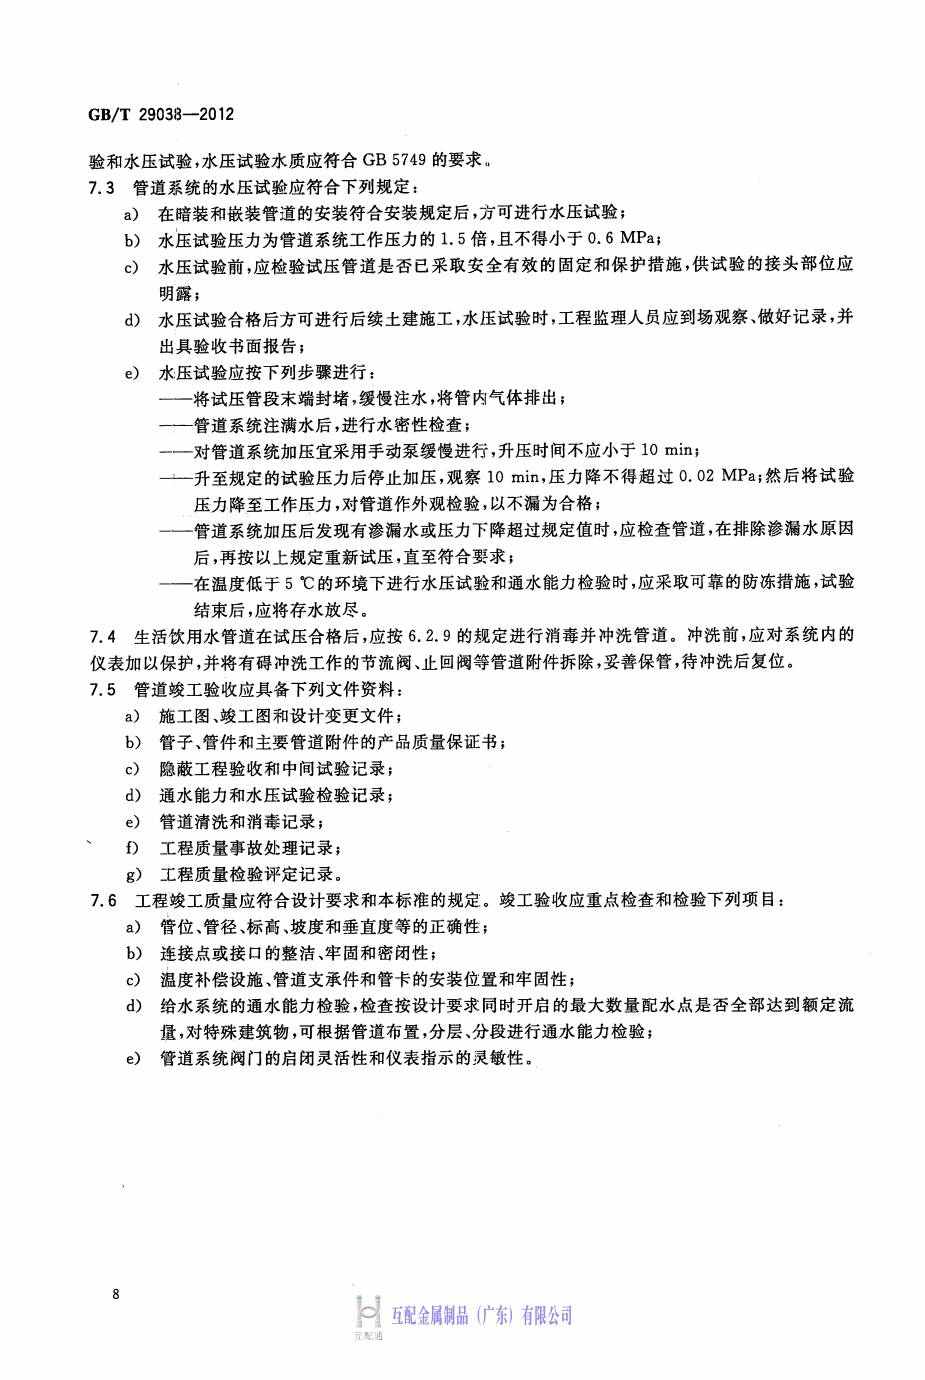 GB/T 29038—2012
验和水压试验,水压试验水质应符合 GB 5749 的要求。
7.3 管道系统的水压试验应符合下列规定:
a) 在暗装和嵌装管道的安装符合安装规定后,方可进行水压试验;
b) 水压试验压力为管道系统工作压力的 1.5 倍,且不得小于 0.6 MPa;
c) 水压试验前,应检验试压管道是否已采取安全有效的固定和保护措施,供试验的接头部位应
明露;
d) 水压试验合格后方可进行后续土建施工,水压试验时,工程监理人员应到场观察、做好记录,并
出具验收书面报告;
e) 水压试验应按下列步骤进行:
——将试压管段末端封堵,缓慢注水,将管内气体排出;
——管道系统注满水后,进行水密性检查;
——对管道系统加压宜采用手动泵缓慢进行,升压时间不应小于 10 min;
——升至规定的试验压力后停止加压,观察 10 min,压力降不得超过 0.02 MPa;然后将试验
压力降至工作压力,对管道作外观检验,以不漏为合格;
——管道系统加压后发现有渗漏水或压力下降超过规定值时,应检查管道,在排除渗漏水原因
后,再按以上规定重新试压,直至符合要求;
——在温度低于 5 ℃的环境下进行水压试验和通水能力检验时,应采取可靠的防冻措施,试验
结束后,应将存水放尽。
7.4 生活饮用水管道在试压合格后,应按 6.2.9 的规定进行消毒并冲洗管道。冲洗前,应对系统内的
仪表加以保护,并将有碍冲洗工作的节流阀、止回阀等管道附件拆除,妥善保管,待冲洗后复位。
7.5 管道竣工验收应具备下列文件资料:
a) 施工图、竣工图和设计变更文件;
b) 管子、管件和主要管道附件的产品质量保证书;
c) 隐蔽工程验收和中间试验记录;
d) 通水能力和水压试验检验记录;
e) 管道清洗和消毒记录;
f) 工程质量事故处理记录;
g) 工程质量检验评定记录。
7.6 工程竣工质量应符合设计要求和本标准的规定。竣工验收应重点检查和检验下列项目:
a) 管位、管径、标高、坡度和垂直度等的正确性;
b) 连接点或接口的整洁、牢固和密闭性;
c) 温度补偿设施、管道支承件和管卡的安装位置和牢固性;
d) 给水系统的通水能力检验,检查按设计要求同时开启的最大数量配水点是否全部达到额定流
量,对特殊建筑物,可根据管道布置,分层、分段进行通水能力检验;
e) 管道系统阀门的启闭灵活性和仪表指示的灵敏性。
8
互配金属制品(广东)有限公司
互配通